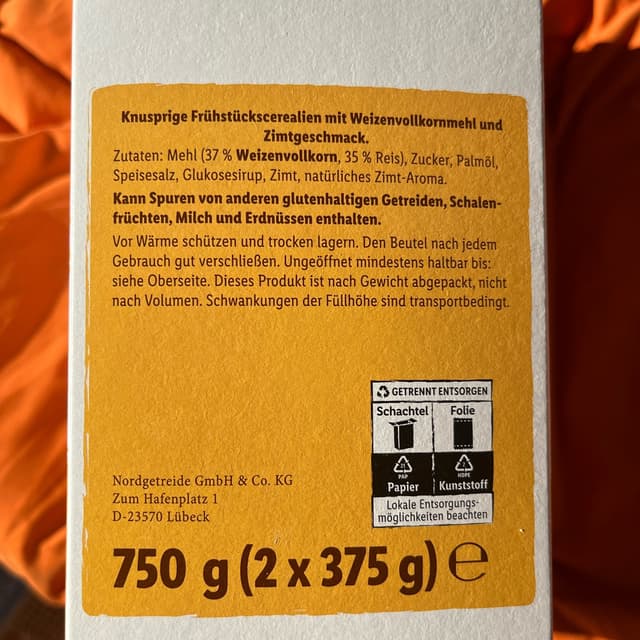 Knusprige Frühstückscerealien mit Weizenvollkornmehl und
Zimtgeschmack.
Zutaten: Mehl (37 % Weizenvollkorn, 35 % Reis), Zucker, Palmöl,
Speisesalz, Glukosesirup, Zimt, natürliches Zimt-Aroma.
Kann Spuren von anderen glutenhaltigen Getreiden, Schalen-
früchten, Milch und Erdnüssen enthalten.
Vor Wärme schützen und trocken lagern. Den Beutel nach jedem
Gebrauch gut verschließen. Ungeöffnet mindestens haltbar bis:
siehe Oberseite. Dieses Produkt ist nach Gewicht abgepackt, nicht
nach Volumen. Schwankungen der Füllhöhe sind transportbedingt.
GETRENNT ENTSORGEN
Schachtel Folie
21 2
PAP HDPE
Papier Kunststoff
Lokale Entsorgungs-
möglichkeiten beachten
Nordgetreide GmbH & Co. KG
Zum Hafenplatz 1
D-23570 Lübeck
750 g (2 x 375 g) e